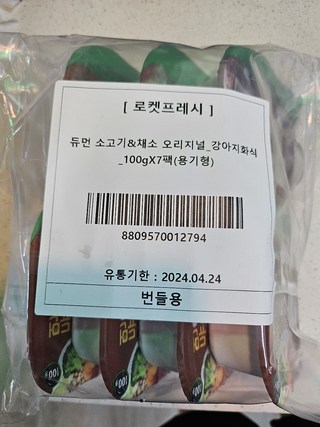 [ 로켓프레시 ]
듀먼 소고기&채소 오리지널_강아지화식
_100gX7팩(용기형)
8809570012794
유통기한 : 2024.04.24
번들용